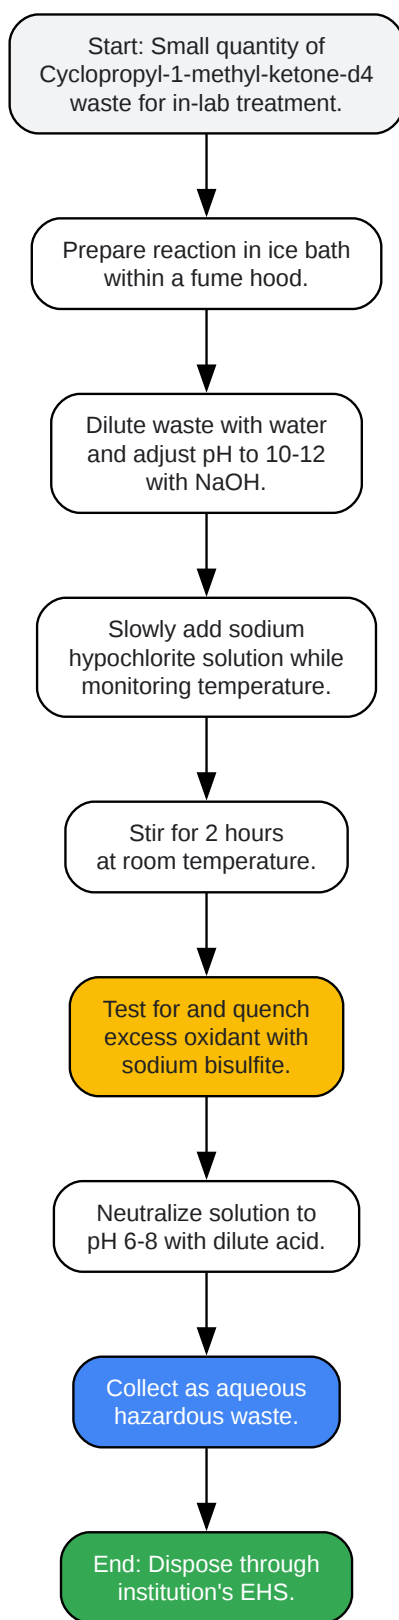 Start: Small quantity of
Cyclopropyl-1-methyl-ketone-d4
waste for in-lab treatment.
Prepare reaction in ice bath
within a fume hood.
Dilute waste with water
and adjust pH to 10-12
with NaOH.
Slowly add sodium
hypochlorite solution while
monitoring temperature.
Stir for 2 hours
at room temperature.
Test for and quench
excess oxidant with
sodium bisulfite.
Neutralize solution to
pH 6-8 with dilute acid.
Collect as aqueous
hazardous waste.
End: Dispose through
institution's EHS.